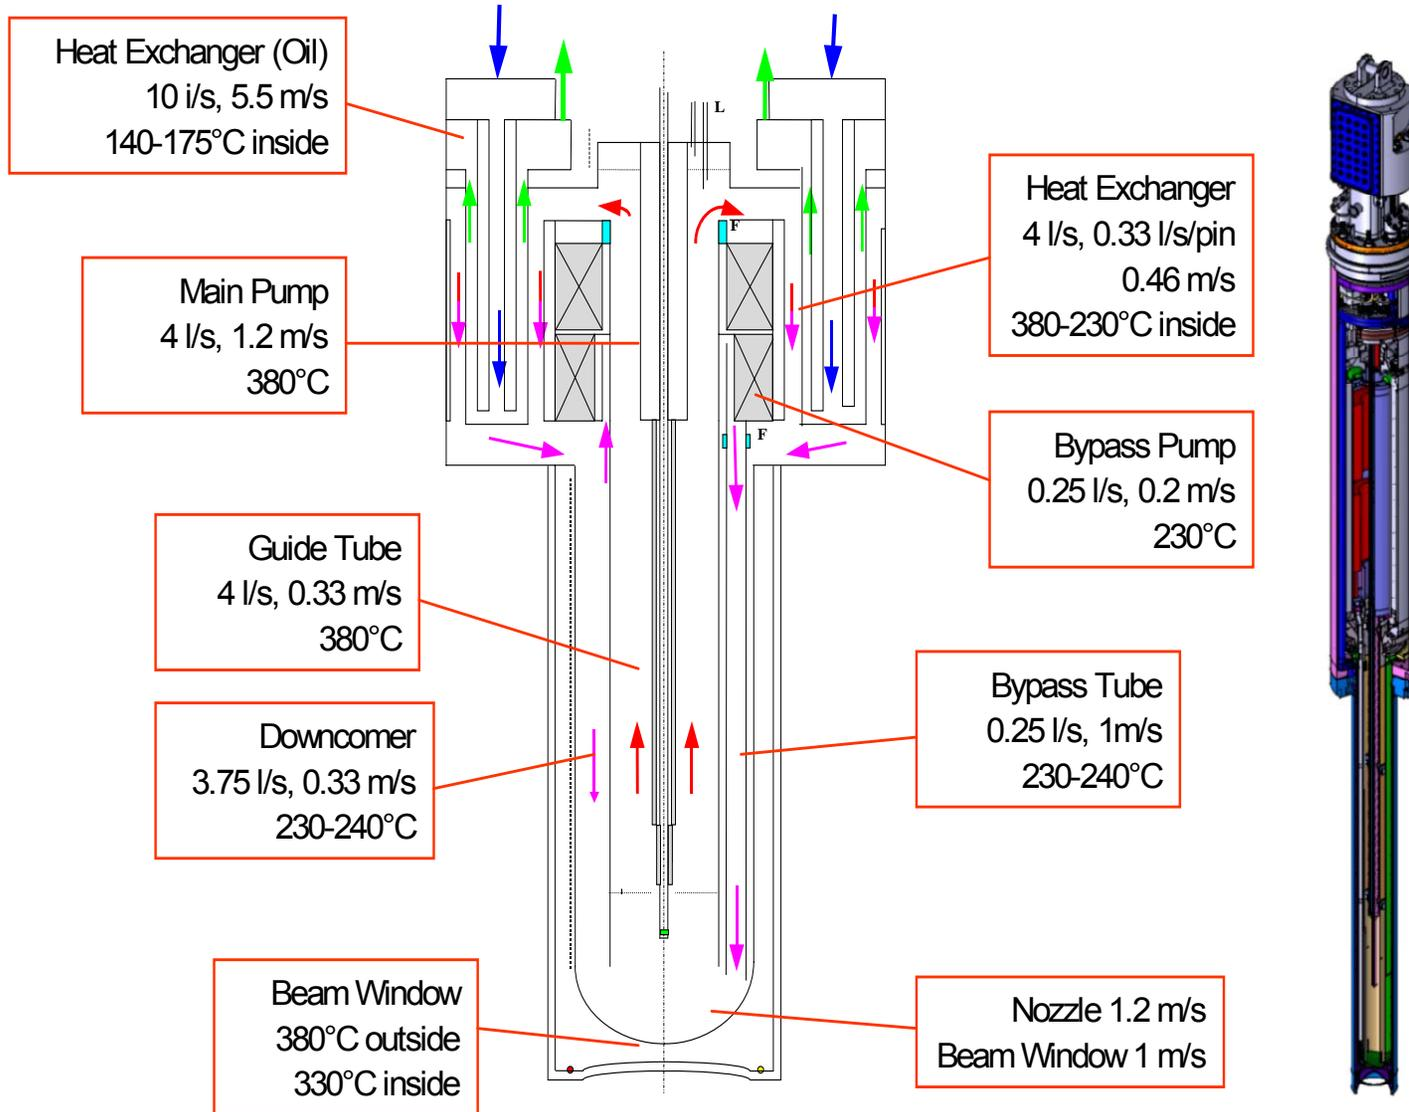 Heat Exchanger (Oil)
10 i/s, 5.5 m/s
140-175°C inside
L
Heat Exchanger
4 l/s, 0.33 l/s/pin
0.46 m/s
380-230°C inside
F
Main Pump
4 l/s, 1.2 m/s
380°C
F
Bypass Pump
0.25 l/s, 0.2 m/s
230°C
Guide Tube
4 l/s, 0.33 m/s
380°C
Bypass Tube
0.25 l/s, 1m/s
230-240°C
Downcomer
3.75 l/s, 0.33 m/s
230-240°C
Beam Window
380°C outside
330°C inside
Nozzle 1.2 m/s
Beam Window 1 m/s